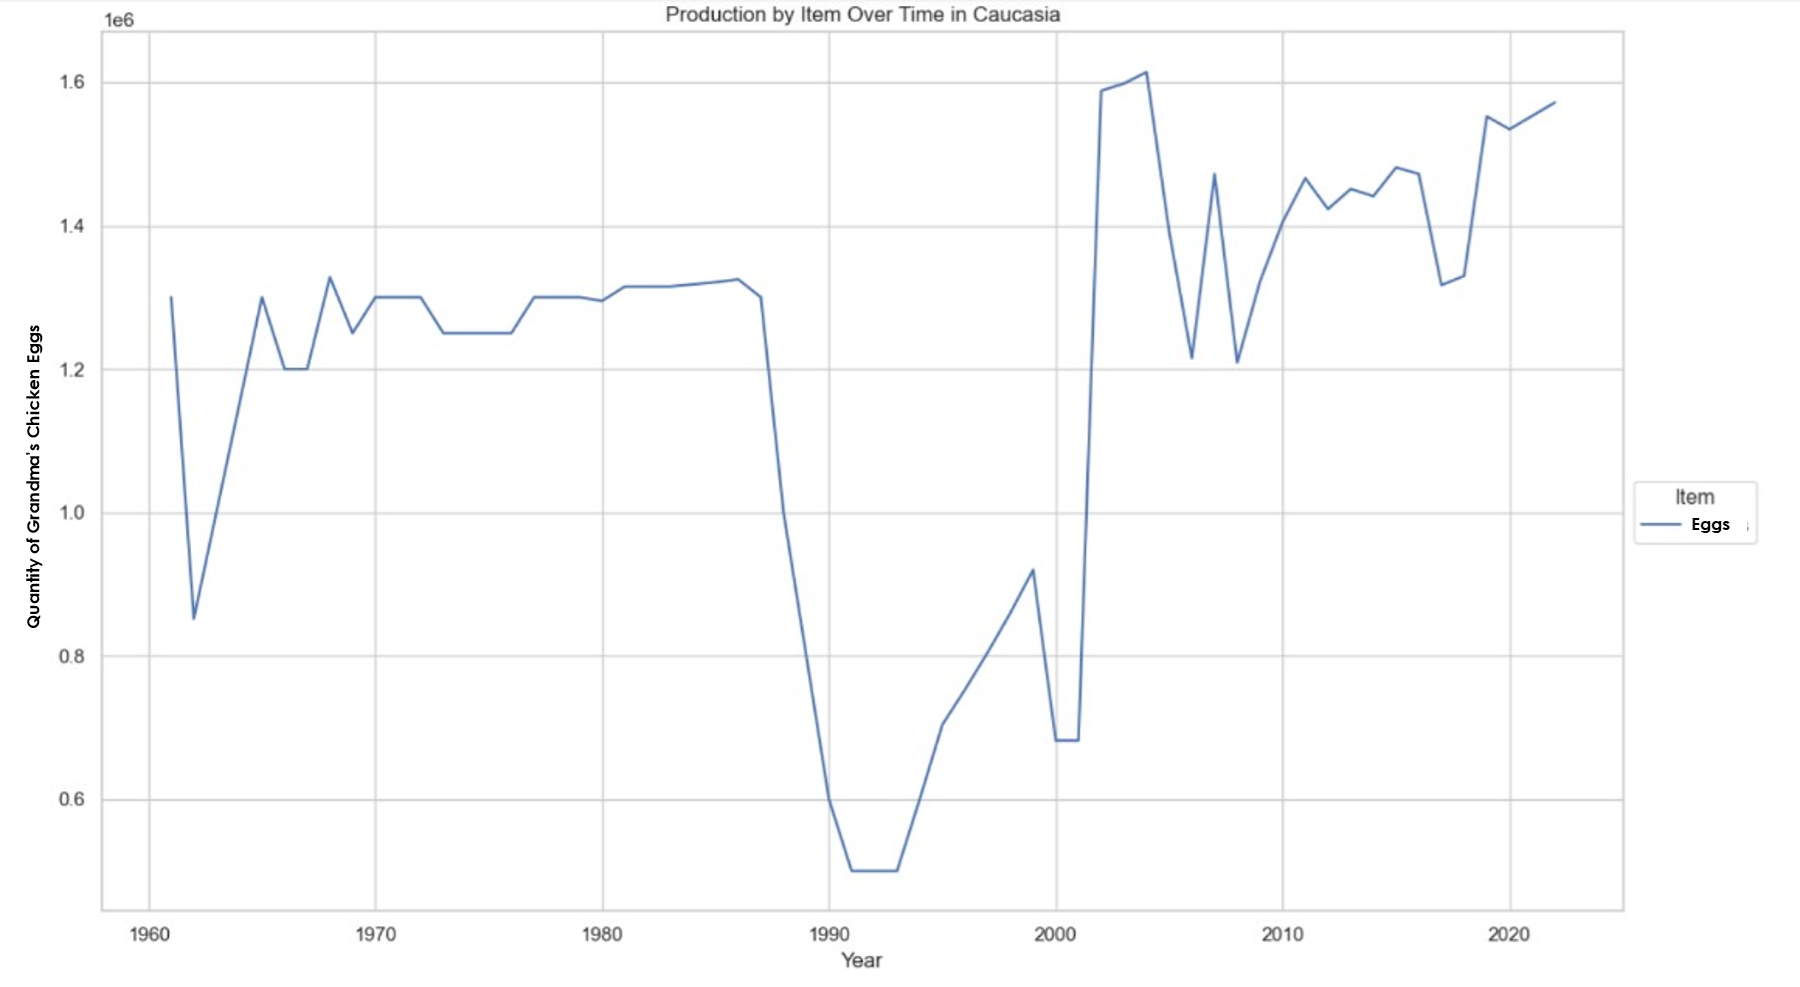 Production by Item Over Time in Caucasia
1e6
1.6
1.4
1.2
1.0
0.8
0.6
Quantity of Grandma's Chicken Eggs
1960 1970 1980 1990 2000 2010 2020
Year
Item
Eggs